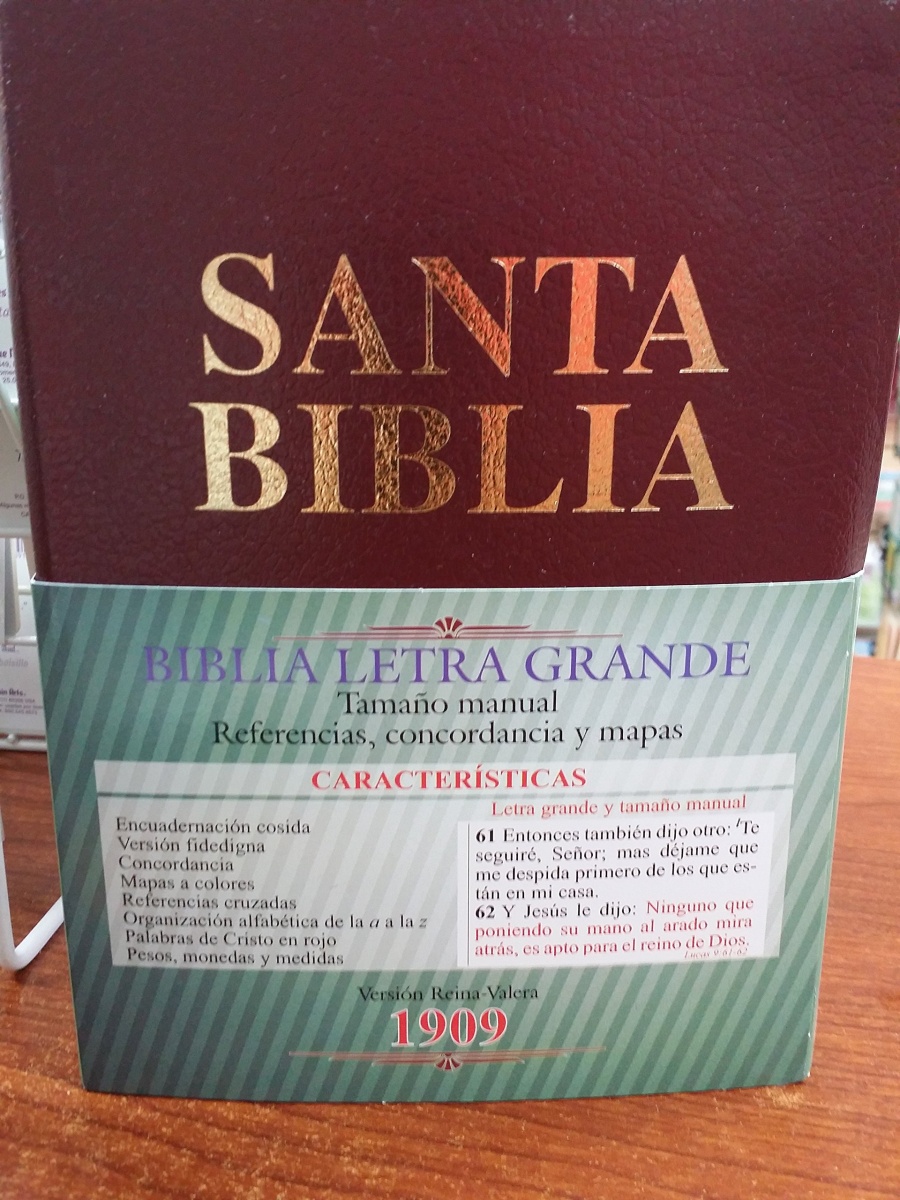 SANTA
BIBLIA
BIBLIA LETRA GRANDE
Tamaño manual
Referencias, concordancia y mapas
CARACTERÍSTICAS
Encuadernación cosida
Versión fidedigna
Concordancia
Mapas a colores
Referencias cruzadas
Organización alfabética de la a a la z
Palabras de Cristo en rojo
Pesos, monedas y medidas
Letra grande y tamaño manual
61 Entonces también dijo otro: ᶠTe
seguiré, Señor; mas déjame que
me despida primero de los que es-
tán en mi casa.
62 Y Jesús le dijo: Ninguno que
poniendo su mano al arado mira
atrás, es apto para el reino de Dios.
Lucas 9:61-62
Versión Reina-Valera
1909